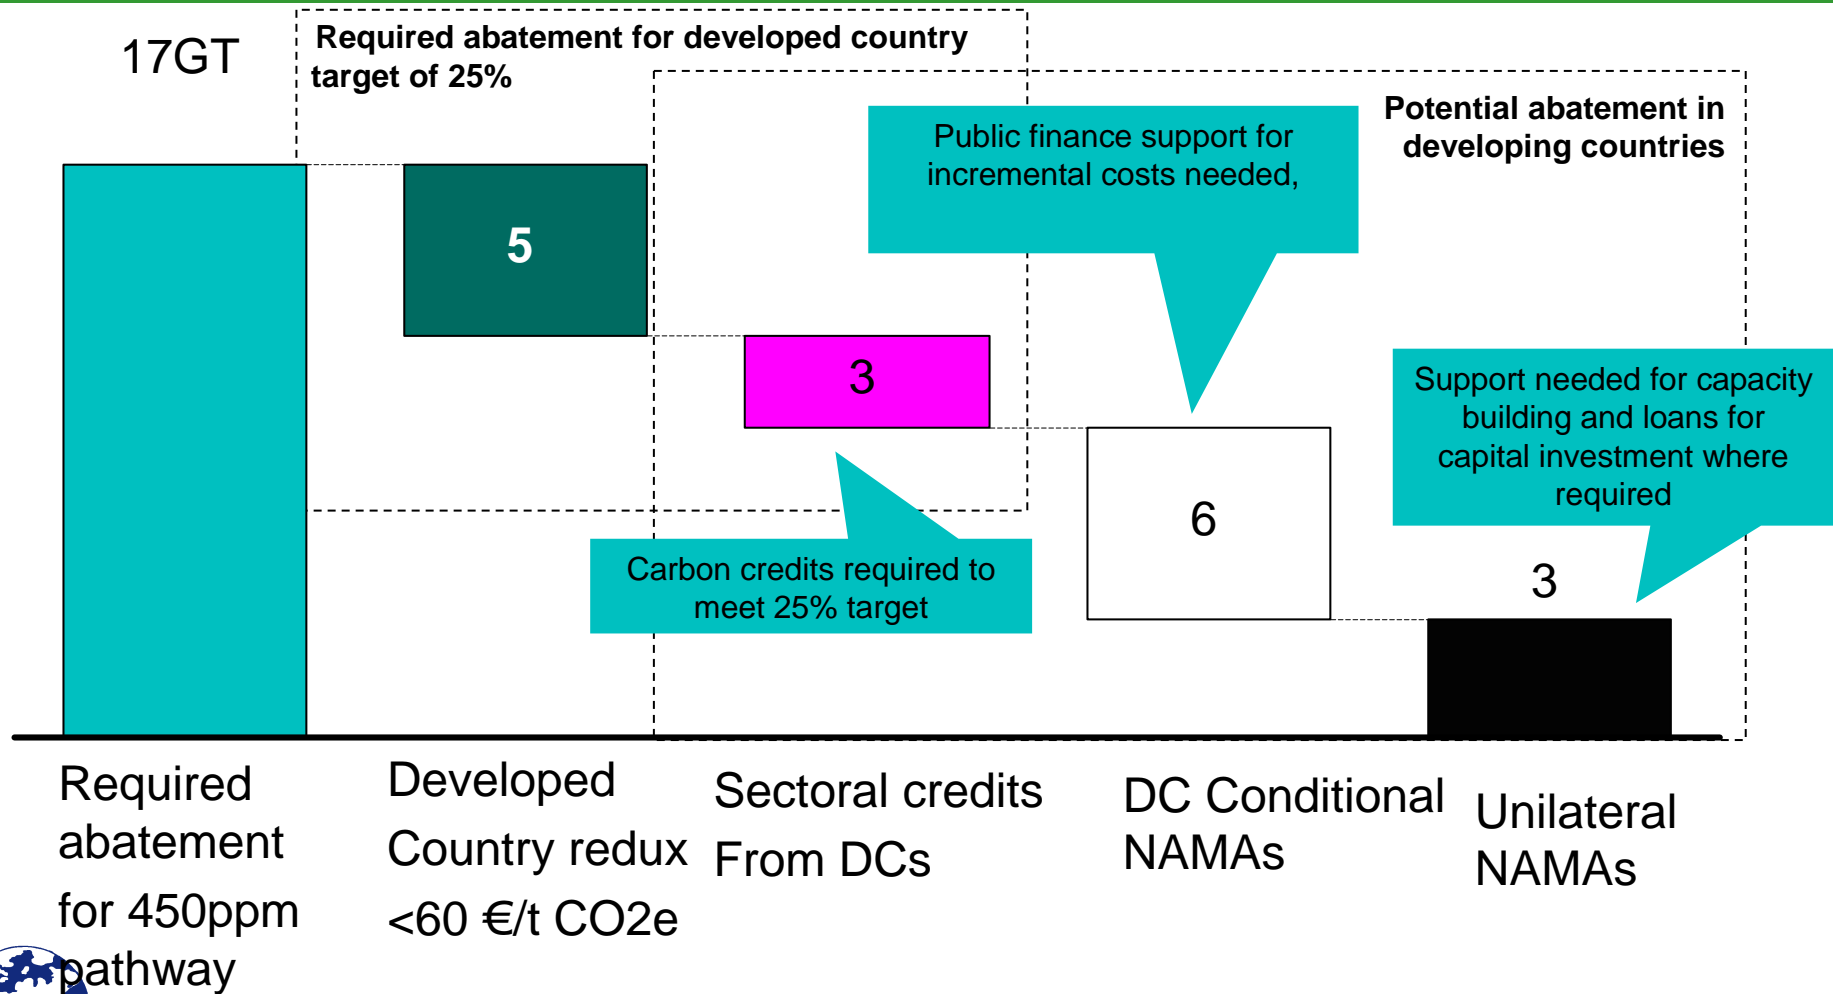 17GT
Required abatement for developed country
target of 25%
Potential abatement in
developing countries
Public finance support for
incremental costs needed,
5
3
Support needed for capacity
building and loans for
capital investment where
required
6
Carbon credits required to
meet 25% target
3
Required
abatement
for 450ppm
pathway
Developed
Country redux
<60 €/t CO2e
Sectoral credits
From DCs
DC Conditional
NAMAs
Unilateral
NAMAs